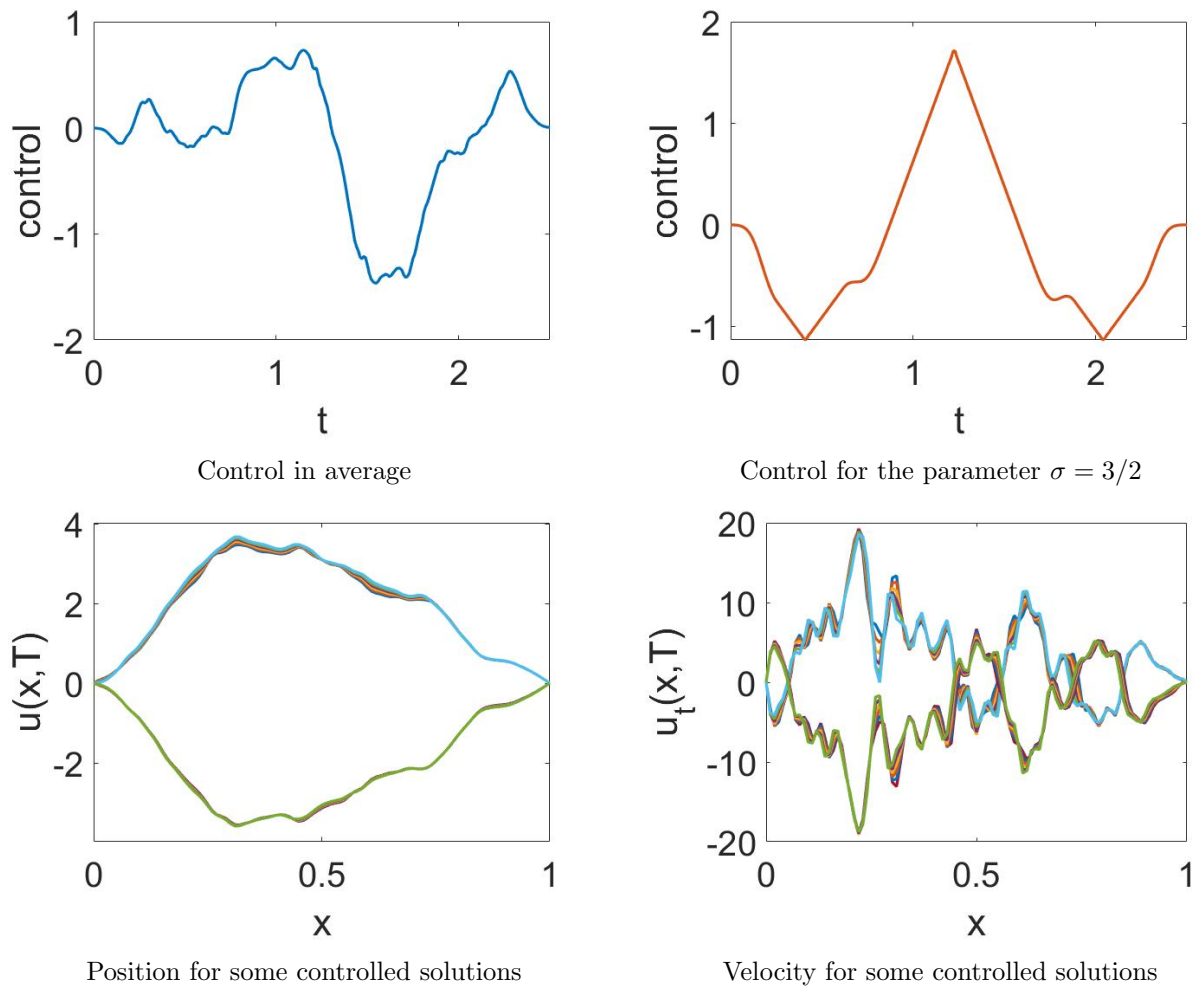 1
0
-1
-2
control
0
1
2
t
Control in average
2
1
0
-1
control
0
1
2
t
Control for the parameter σ = 3/2
4
2
0
-2
u(x,T)
0
0.5
1
x
Position for some controlled solutions
20
10
0
-10
-20
u_t(x,T)
0
0.5
1
x
Velocity for some controlled solutions